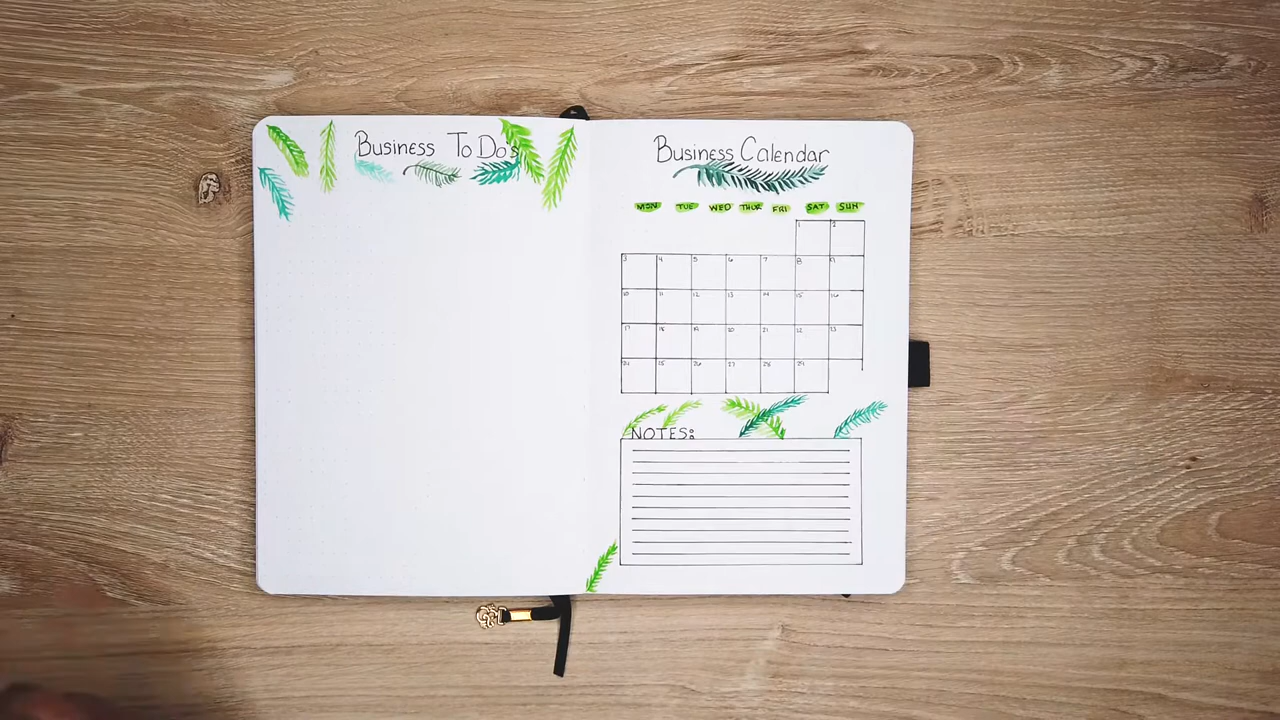 Business To Do's
Business Calendar
MON TUE WED THUR FRI SAT SUN
1 2
3 4 5 6 7 8 9
10 11 12 13 14 15 16
17 18 19 20 21 22 23
24 25 26 27 28 29
NOTES: